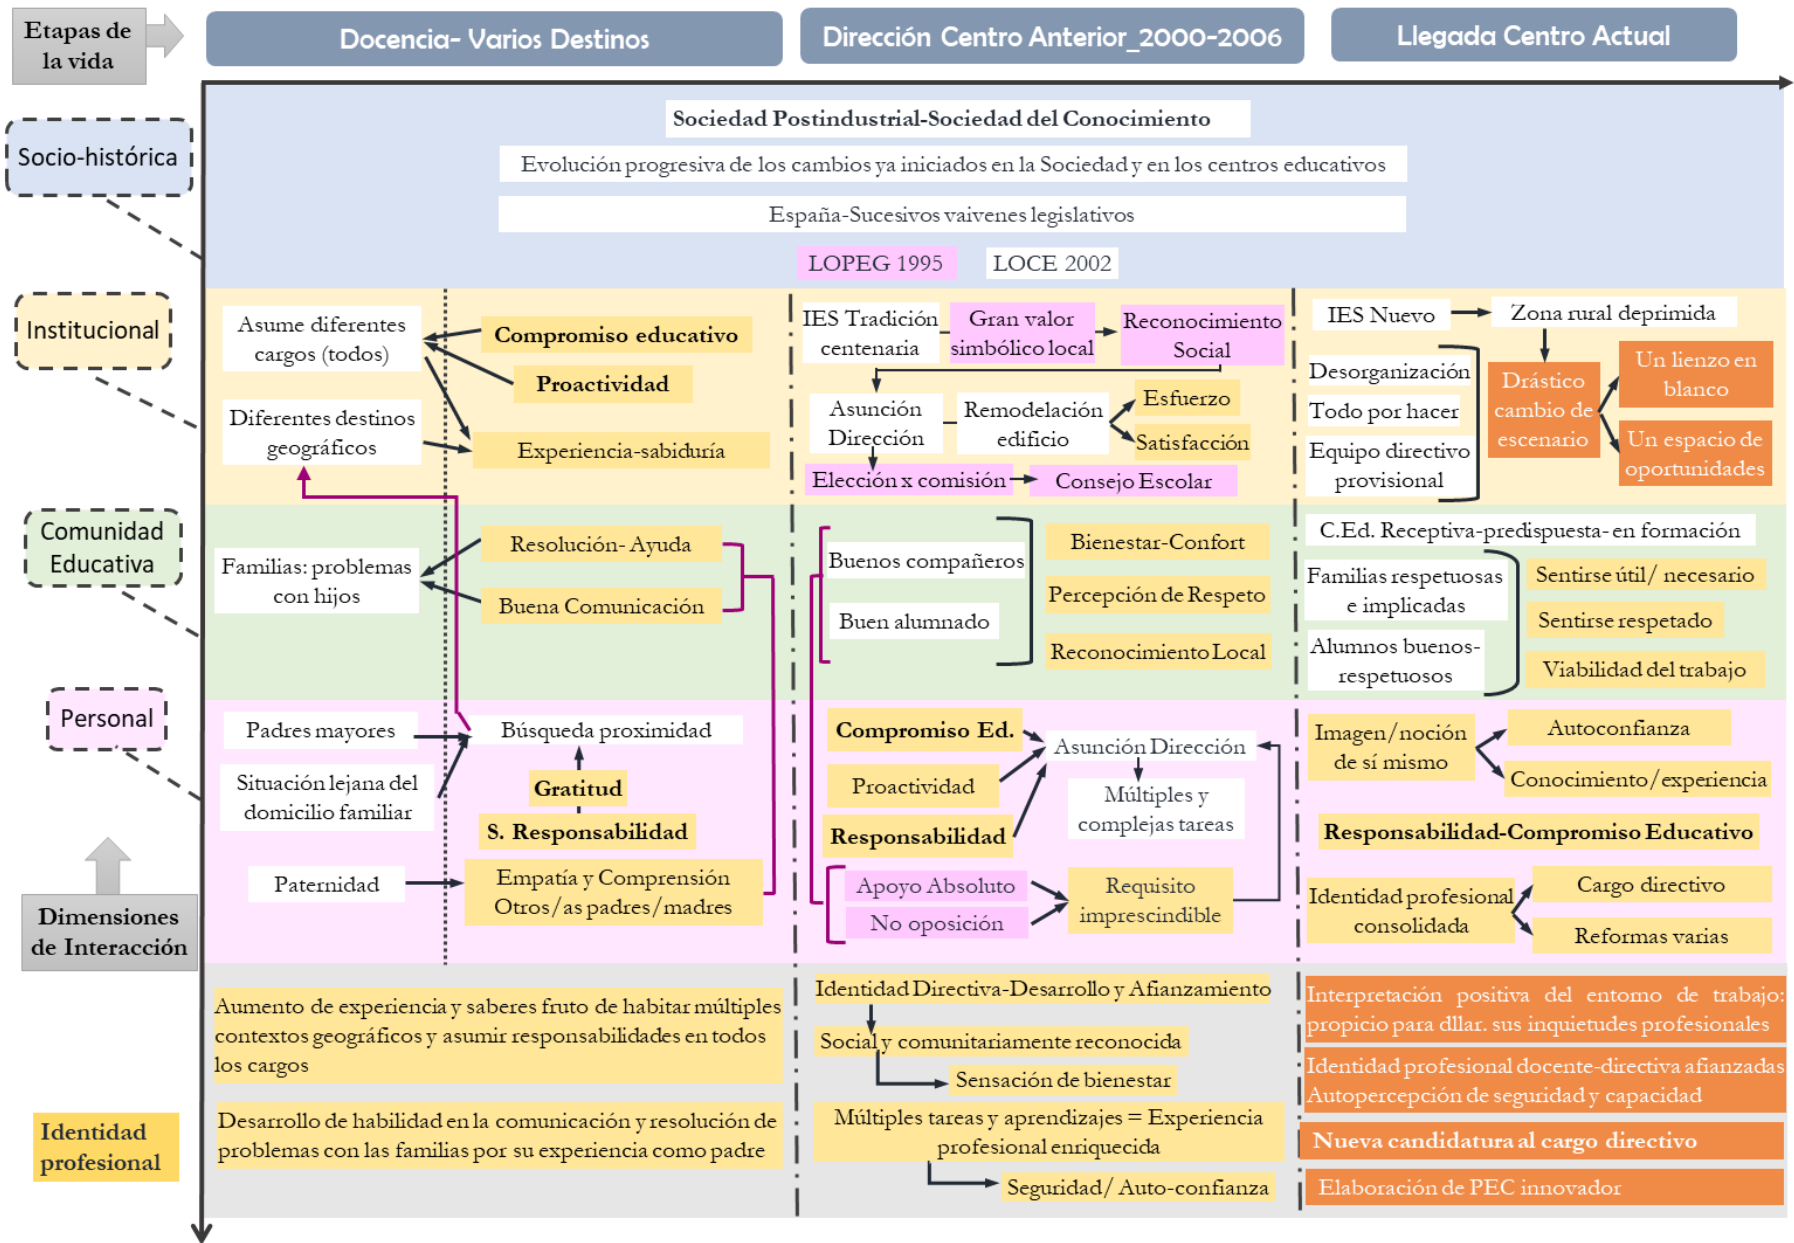 Etapas de
la vida
Docencia- Varios Destinos
Dirección Centro Anterior_2000-2006
Llegada Centro Actual
Socio-histórica
Sociedad Postindustrial-Sociedad del Conocimiento
Evolución progresiva de los cambios ya iniciados en la Sociedad y en los centros educativos
España-Sucesivos vaivenes legislativos
LOPEG 1995
LOCE 2002
Institucional
Asume diferentes
cargos (todos)
Compromiso educativo
Proactividad
Diferentes destinos
geográficos
Experiencia-sabiduría
IES Tradición
centenaria
Gran valor
simbólico local
Reconocimiento
Social
Asunción
Dirección
Remodelación
edificio
Esfuerzo
Satisfacción
Elección x comisión
Consejo Escolar
IES Nuevo
Zona rural deprimida
Desorganización
Todo por hacer
Equipo directivo
provisional
Drástico
cambio de
escenario
Un lienzo en
blanco
Un espacio de
oportunidades
Comunidad
Educativa
Familias: problemas
con hijos
Resolución- Ayuda
Buena Comunicación
Buenos compañeros
Buen alumnado
Bienestar-Confort
Percepción de Respeto
Reconocimiento Local
C.Ed. Receptiva-predispuesta- en formación
Familias respetuosas
e implicadas
Alumnos buenos-
respetuosos
Sentirse útil/ necesario
Sentirse respetado
Viabilidad del trabajo
Personal
Padres mayores
Situación lejana del
domicilio familiar
Búsqueda proximidad
Gratitud
S. Responsabilidad
Paternidad
Empatía y Comprensión
Otros/as padres/madres
Compromiso Ed.
Proactividad
Responsabilidad
Asunción Dirección
Múltiples y
complejas tareas
Apoyo Absoluto
No oposición
Requisito
imprescindible
Imagen/noción
de sí mismo
Autoconfianza
Conocimiento/experiencia
Responsabilidad-Compromiso Educativo
Identidad profesional
consolidada
Cargo directivo
Reformas varias
Dimensiones
de Interacción
Identidad
profesional
Aumento de experiencia y saberes fruto de habitar múltiples
contextos geográficos y asumir responsabilidades en todos
los cargos
Desarrollo de habilidad en la comunicación y resolución de
problemas con las familias por su experiencia como padre
Identidad Directiva-Desarrollo y Afianzamiento
Social y comunitariamente reconocida
Sensación de bienestar
Múltiples tareas y aprendizajes = Experiencia
profesional enriquecida
Seguridad/ Auto-confianza
Interpretación positiva del entorno de trabajo:
propicio para dllar. sus inquietudes profesionales
Identidad profesional docente-directiva afianzadas
Autopercepción de seguridad y capacidad
Nueva candidatura al cargo directivo
Elaboración de PEC innovador